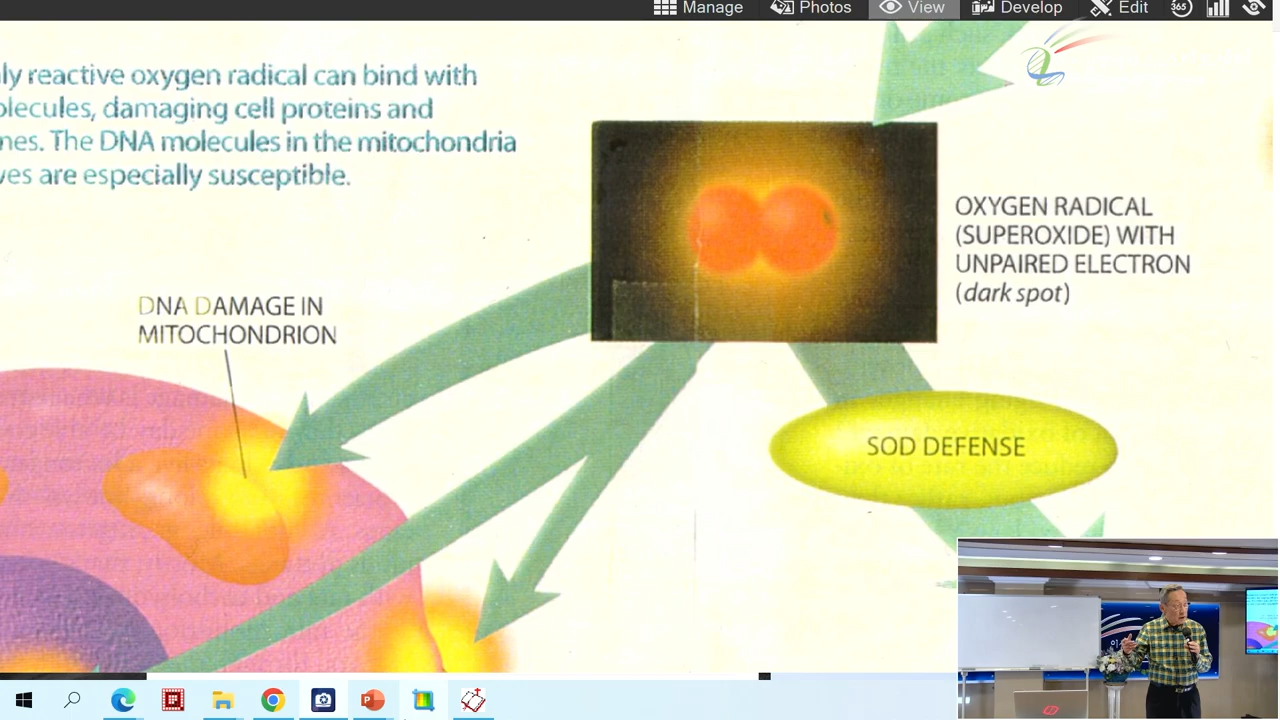 Manage Photos View Develop Edit 365
ly reactive oxygen radical can bind with
olecules, damaging cell proteins and
nes. The DNA molecules in the mitochondria
ves are especially susceptible.
OXYGEN RADICAL
(SUPEROXIDE) WITH
UNPAIRED ELECTRON
(dark spot)
DNA DAMAGE IN
MITOCHONDRION
SOD DEFENSE